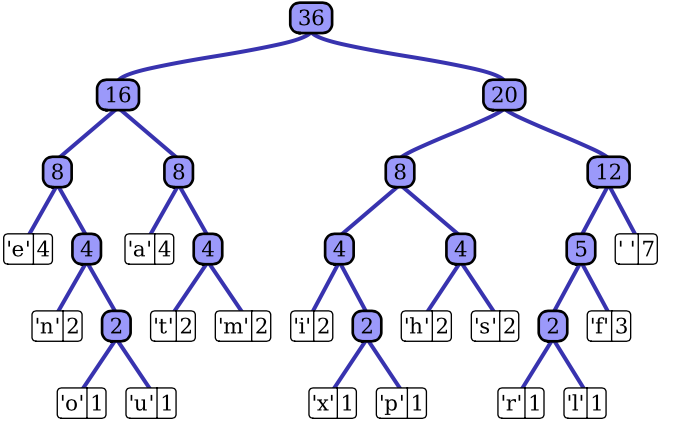 36
16 20
8 8 8 12
'e' 4 4 'a' 4 4 4 4 5 ' ' 7
'n' 2 2 't' 2 'm' 2 'i' 2 2 'h' 2 's' 2 2 'f' 3
'o' 1 'u' 1 'x' 1 'p' 1 'r' 1 'l' 1